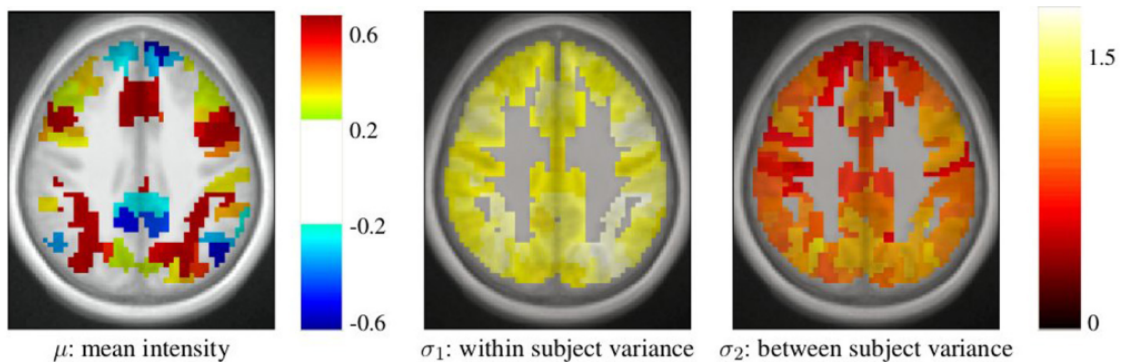 0.6
0.2
-0.2
-0.6
1.5
0
μ: mean intensity
σ₁: within subject variance
σ₂: between subject variance